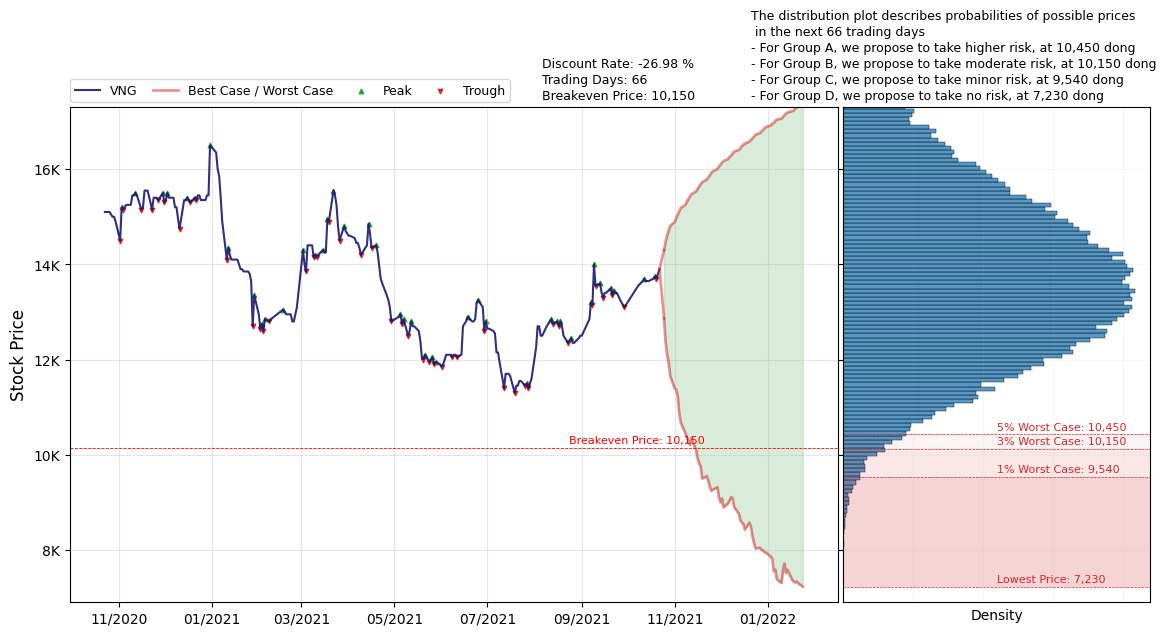 The distribution plot describes probabilities of possible prices
in the next 66 trading days
- For Group A, we propose to take higher risk, at 10,450 dong
- For Group B, we propose to take moderate risk, at 10,150 dong
- For Group C, we propose to take minor risk, at 9,540 dong
- For Group D, we propose to take no risk, at 7,230 dong
Discount Rate: -26.98 %
Trading Days: 66
Breakeven Price: 10,150
VNG
Best Case / Worst Case
Peak
Trough
Stock Price
16K
14K
12K
10K
8K
Breakeven Price: 10,150
11/2020
01/2021
03/2021
05/2021
07/2021
09/2021
11/2021
01/2022
5% Worst Case: 10,450
3% Worst Case: 10,150
1% Worst Case: 9,540
Lowest Price: 7,230
Density